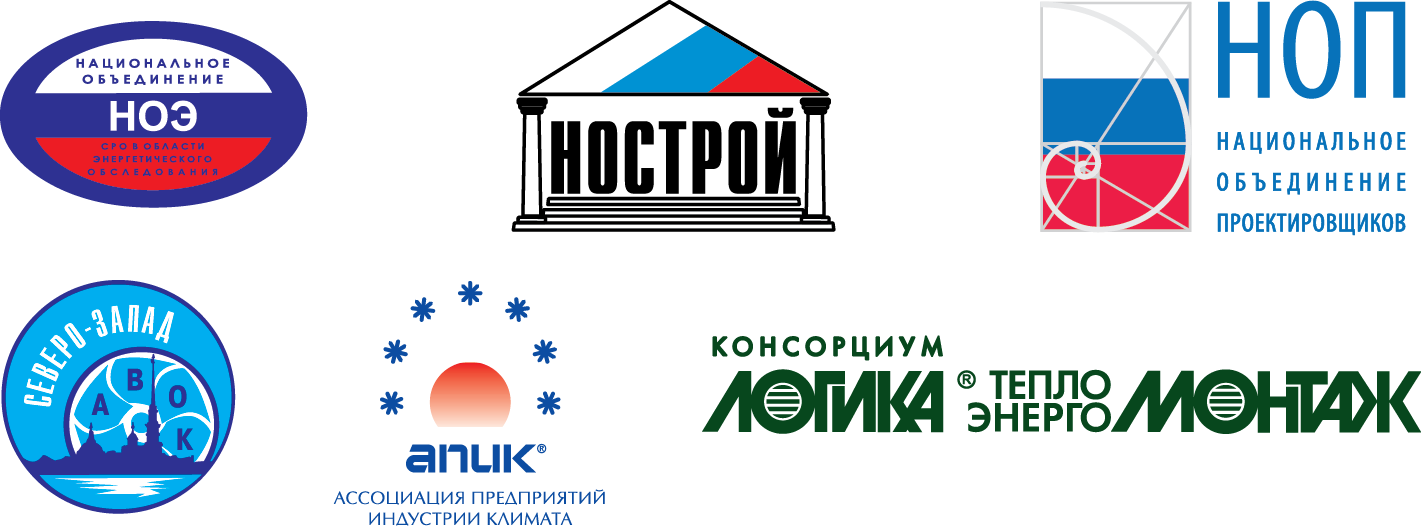 НАЦИОНАЛЬНОЕ
ОБЪЕДИНЕНИЕ
НОЭ
СРО В ОБЛАСТИ
ЭНЕРГЕТИЧЕСКОГО
ОБСЛЕДОВАНИЯ
НОСТРОЙ
НОП
НАЦИОНАЛЬНОЕ
ОБЪЕДИНЕНИЕ
ПРОЕКТИРОВЩИКОВ
СЕВЕРО-ЗАПАД
АВОК
апик®
АССОЦИАЦИЯ ПРЕДПРИЯТИЙ
ИНДУСТРИИ КЛИМАТА
КОНСОРЦИУМ
ЛОГИКА® ТЕПЛО
ЭНЕРГО МОНТАЖ